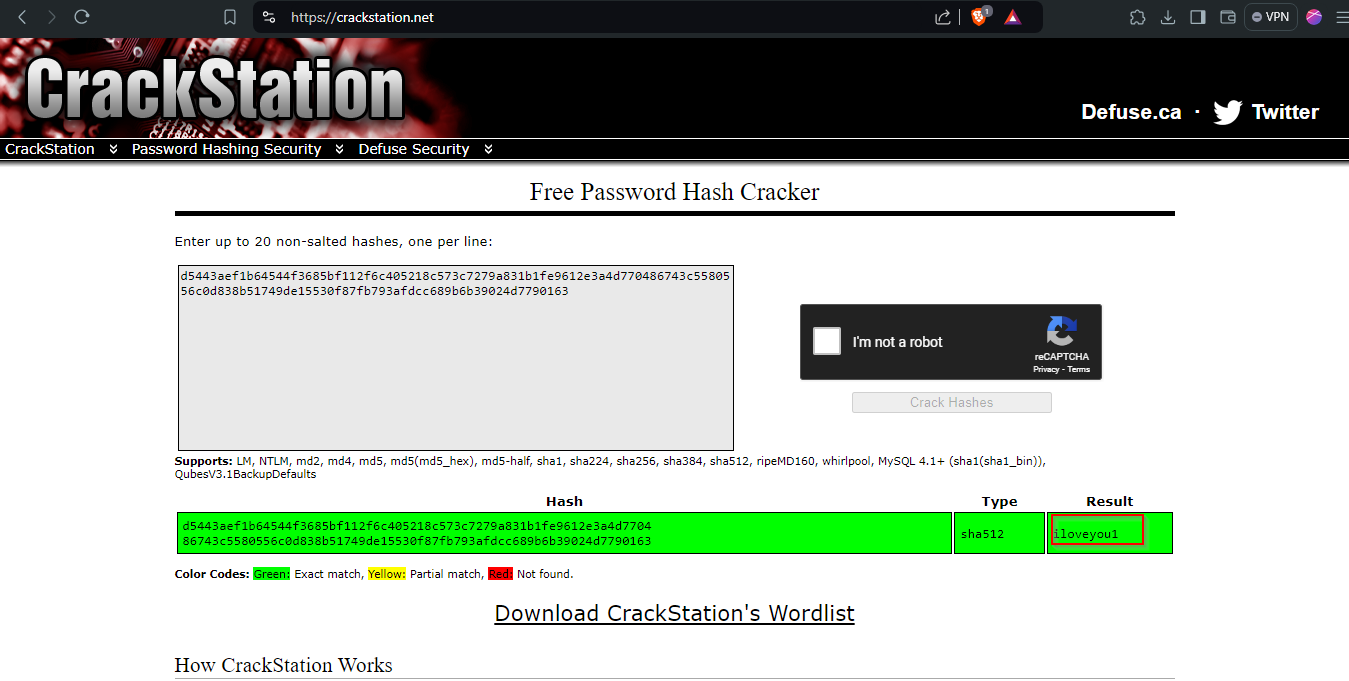 https://crackstation.net
1
VPN
CrackStation
Defuse.ca · Twitter
CrackStation Password Hashing Security Defuse Security
Free Password Hash Cracker
Enter up to 20 non-salted hashes, one per line:
d5443aef1b64544f3685bf112f6c405218c573c7279a831b1fe9612e3a4d770486743c55805
56c0d838b51749de15530f87fb793afdcc689b6b39024d7790163
I'm not a robot
reCAPTCHA
Privacy - Terms
Crack Hashes
Supports: LM, NTLM, md2, md4, md5, md5(md5_hex), md5-half, sha1, sha224, sha256, sha384, sha512, ripeMD160, whirlpool, MySQL 4.1+ (sha1(sha1_bin)),
QubesV3.1BackupDefaults
Hash Type Result
d5443aef1b64544f3685bf112f6c405218c573c7279a831b1fe9612e3a4d7704
86743c5580556c0d838b51749de15530f87fb793afdcc689b6b39024d7790163
sha512
iloveyou1
Color Codes: Green: Exact match, Yellow: Partial match, Red: Not found.
Download CrackStation's Wordlist
How CrackStation Works